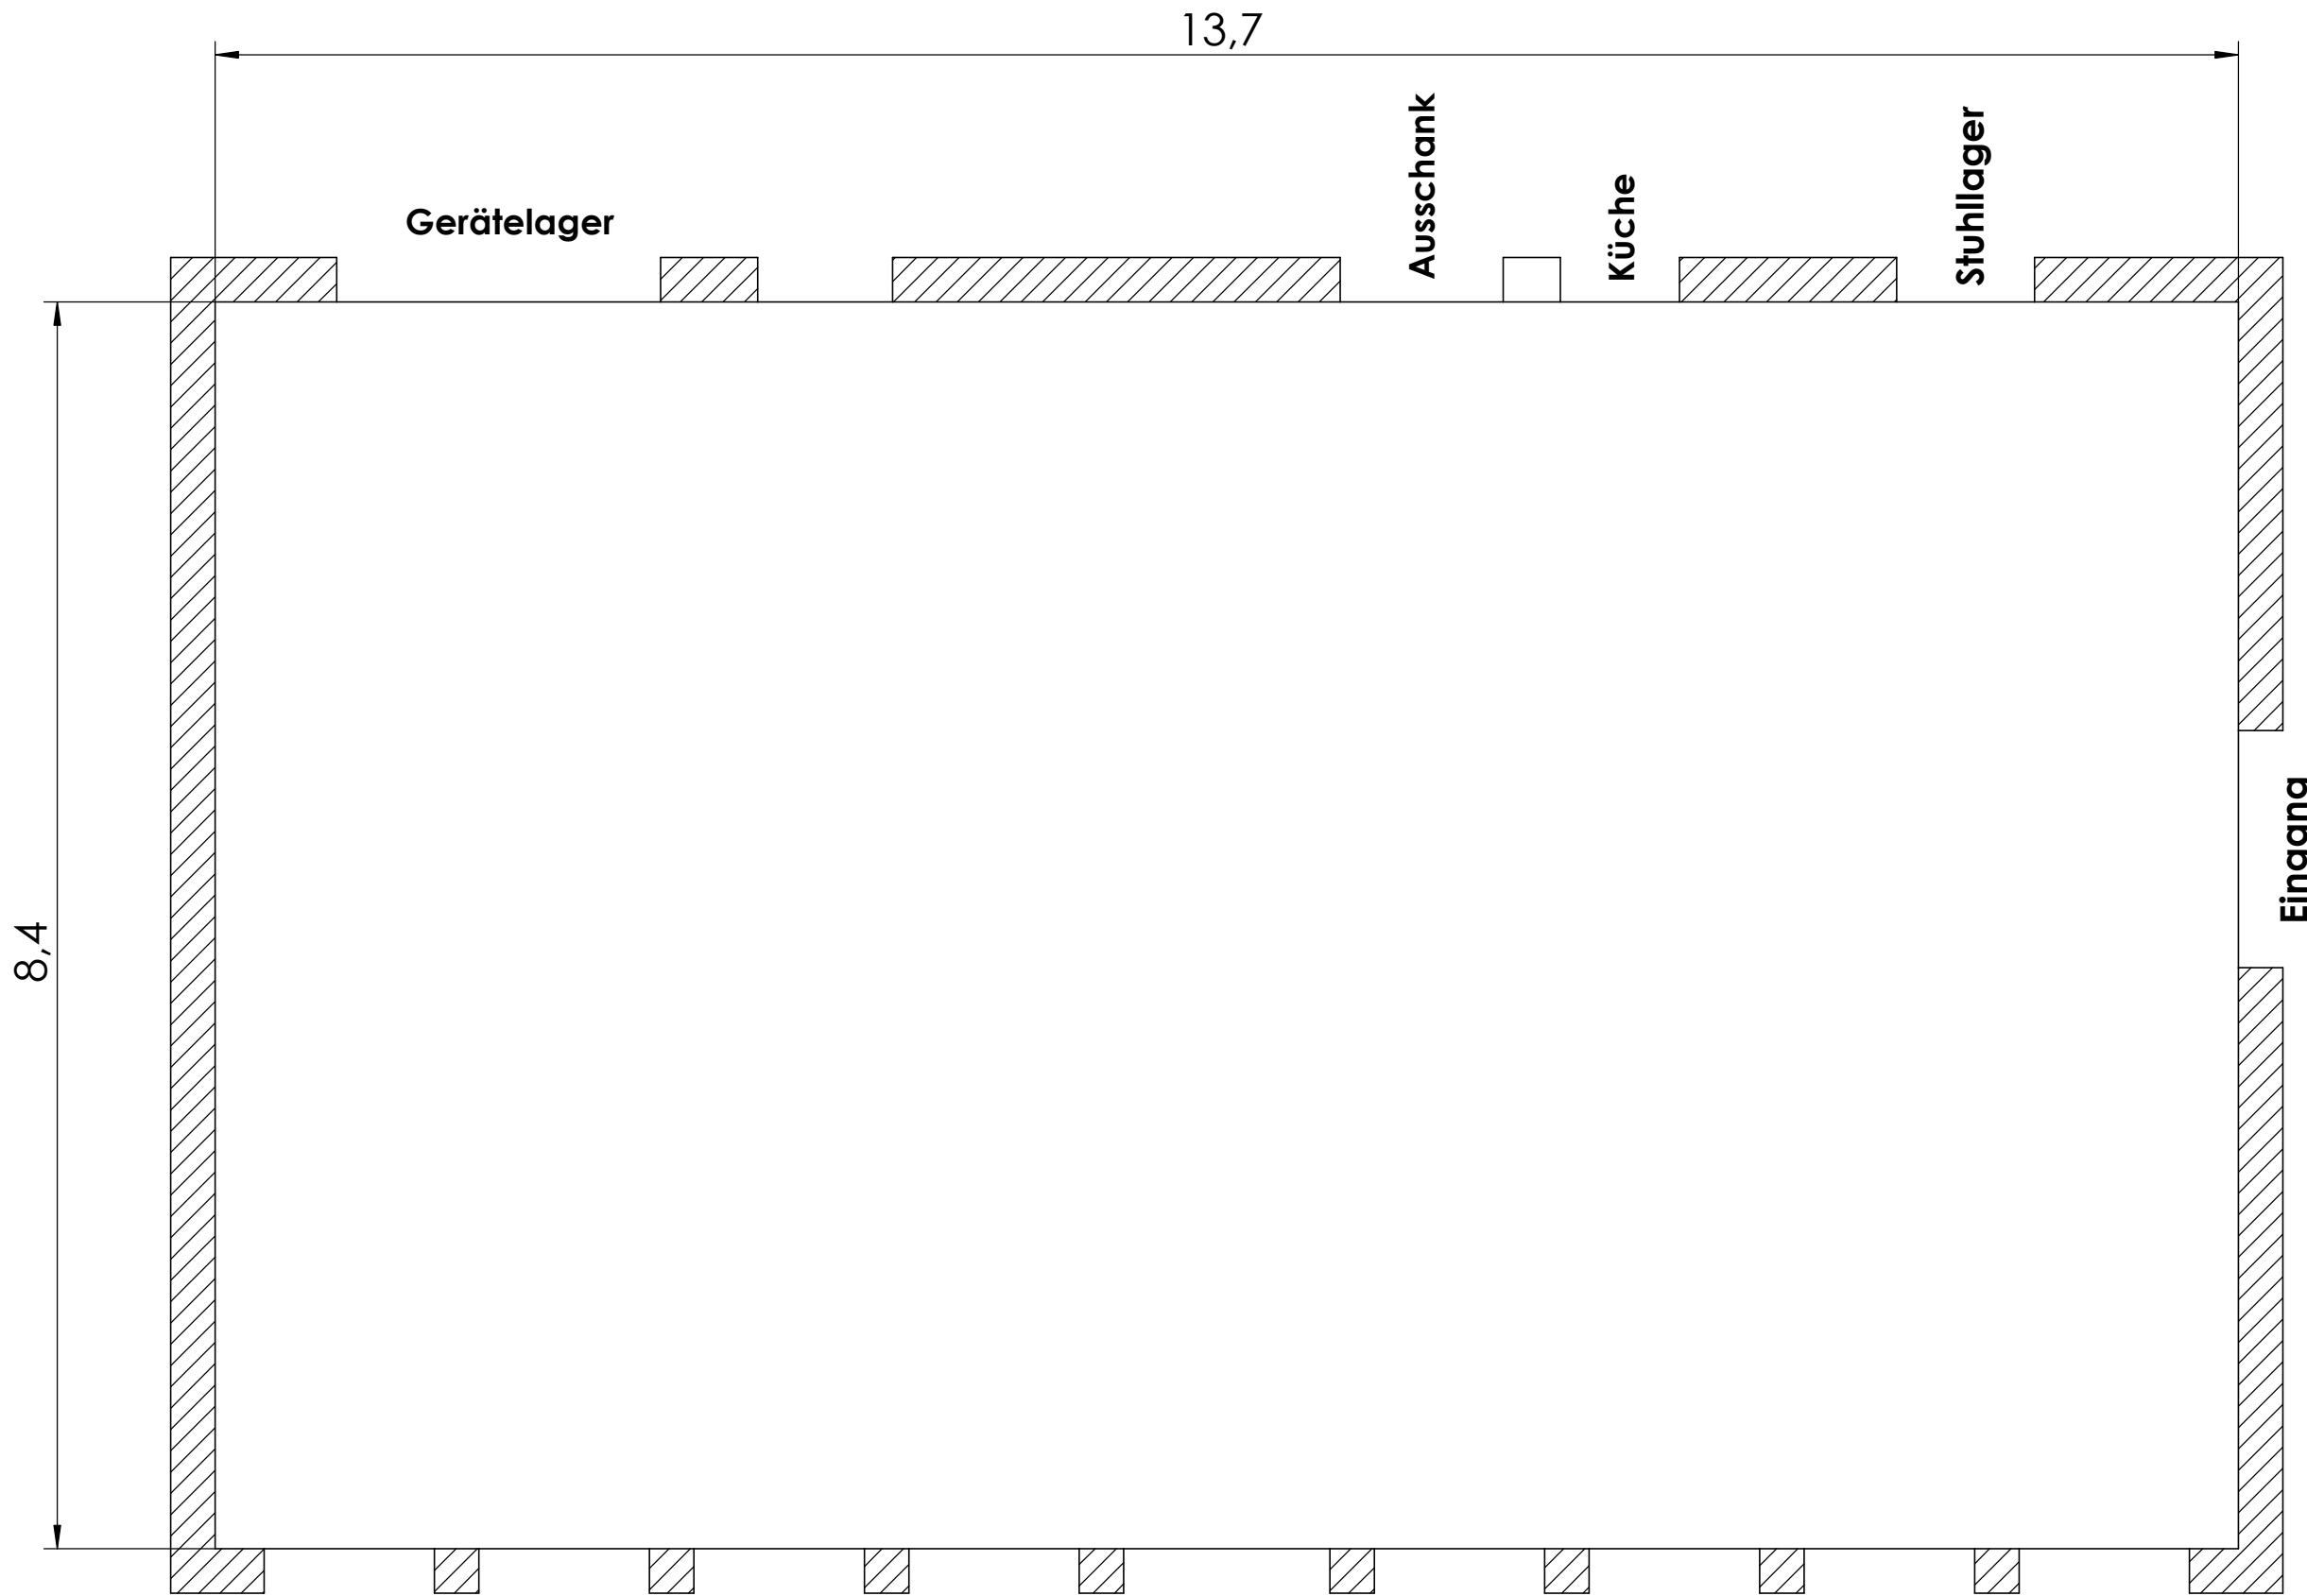 13,7
Gerätelager
Ausschank
Küche
Stuhllager
8,4
Eingang